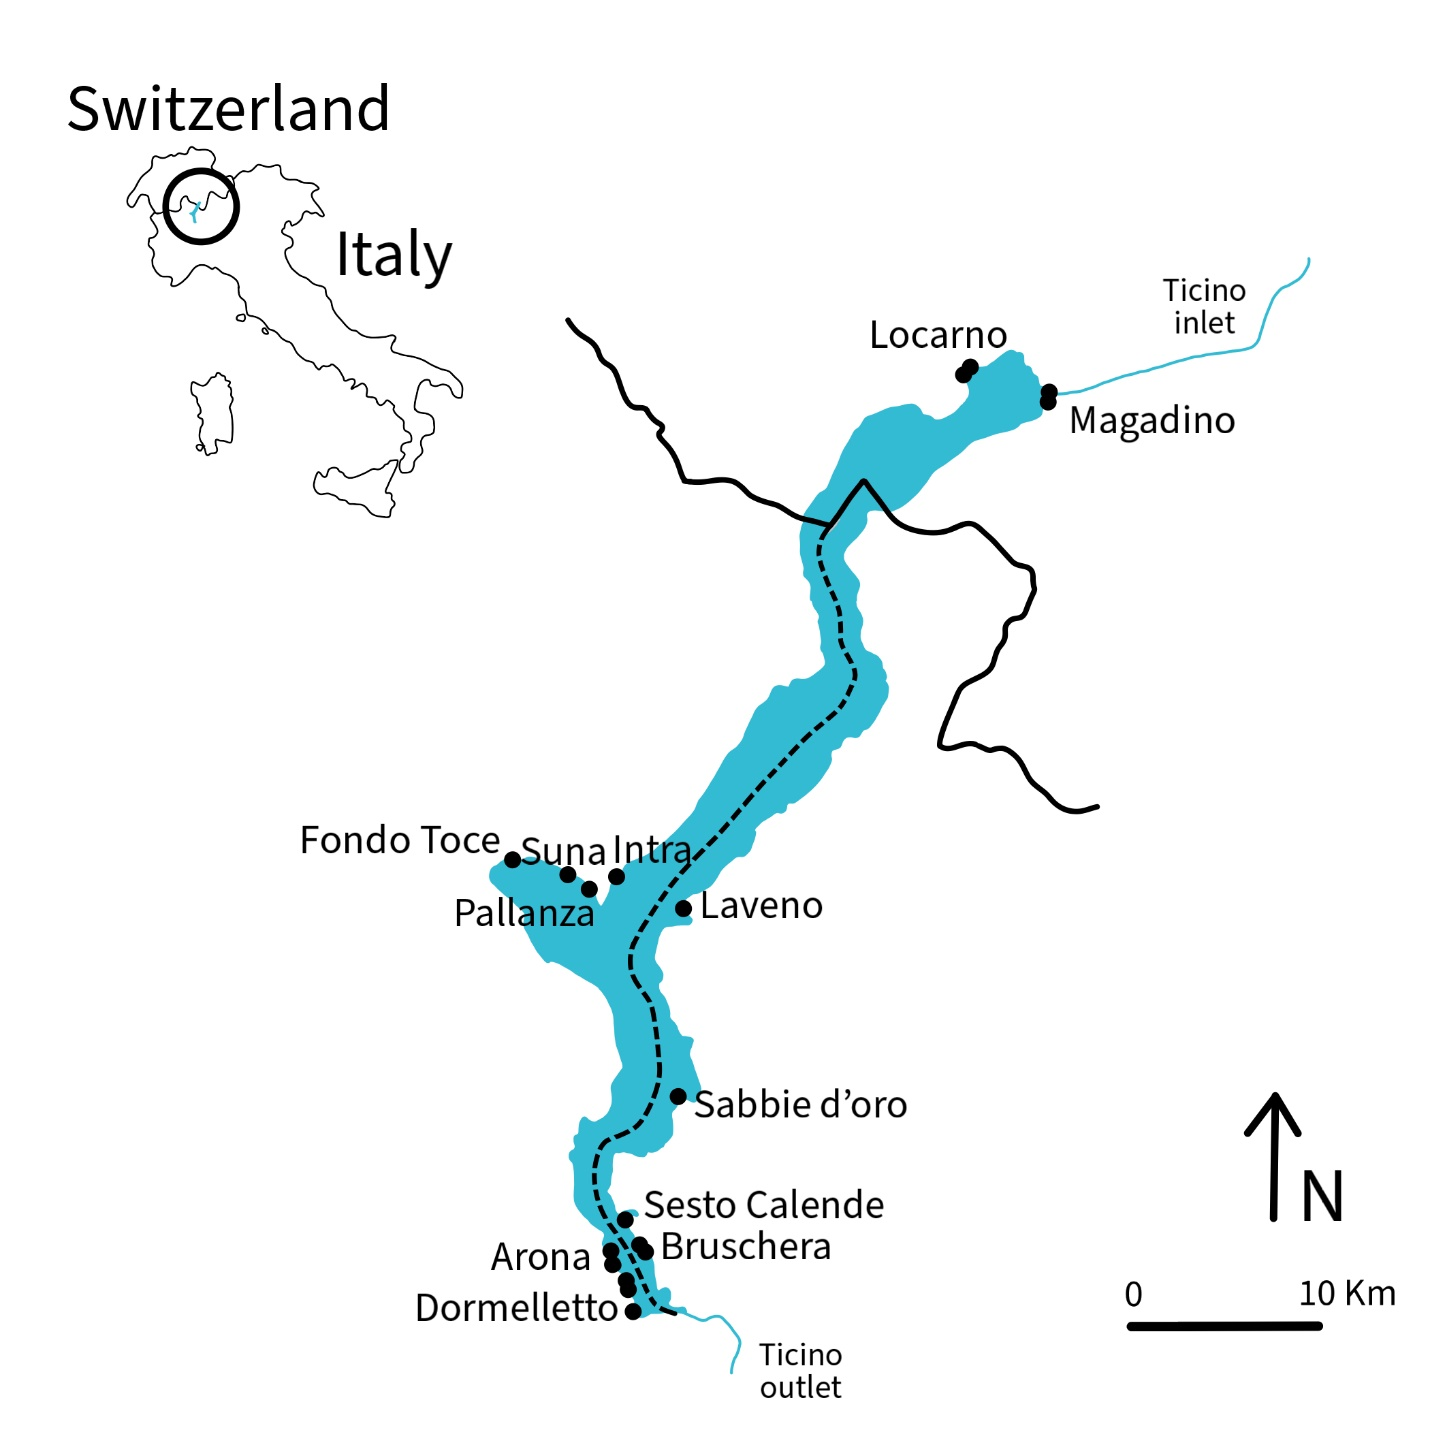 Switzerland
Italy
Ticino
inlet
Locarno
Magadino
Fondo Toce
Suna
Intra
Pallanza
Laveno
Sabbie d’oro
Sesto Calende
Bruschera
Arona
Dormelletto
N
0
10 Km
Ticino
outlet